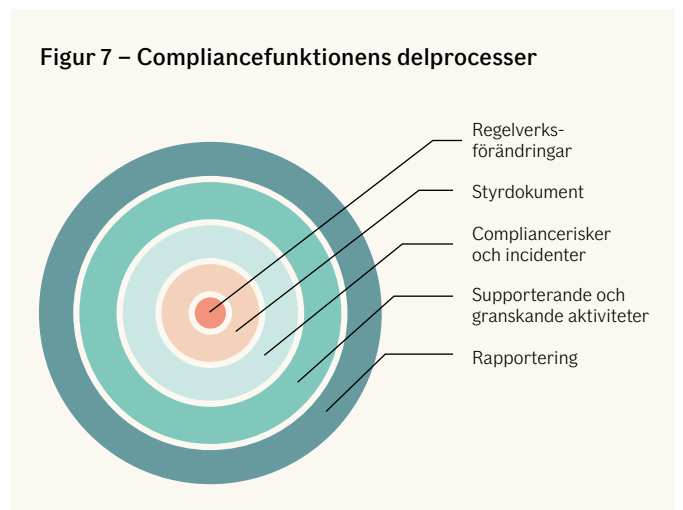 Figur 7 – Compliancefunktionens delprocesser
Regelverks-
förändringar
Styrdokument
Compliancerisker
och incidenter
Supporterande och
granskande aktiviteter
Rapportering